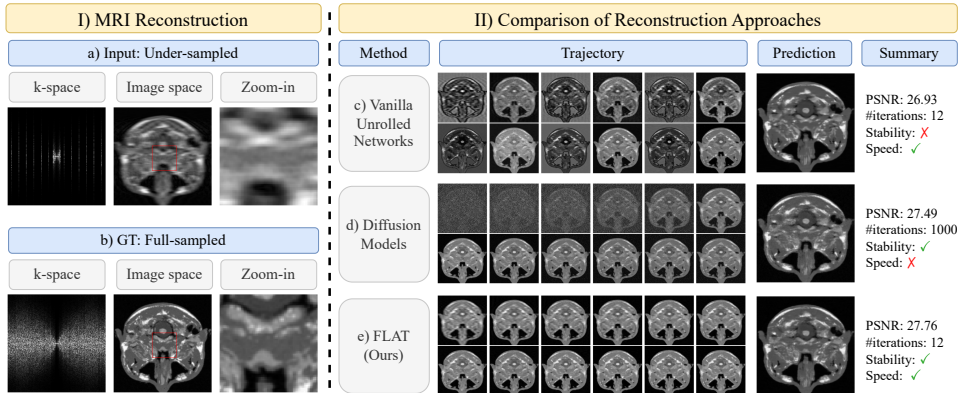 I) MRI Reconstruction
a) Input: Under-sampled
k-space
Image space
Zoom-in
b) GT: Full-sampled
k-space
Image space
Zoom-in
II) Comparison of Reconstruction Approaches
Method
Trajectory
Prediction
Summary
c) Vanilla
Unrolled
Networks
PSNR: 26.93
#iterations: 12
Stability: ✗
Speed: ✓
d) Diffusion
Models
PSNR: 27.49
#iterations: 1000
Stability: ✓
Speed: ✗
e) FLAT
(Ours)
PSNR: 27.76
#iterations: 12
Stability: ✓
Speed: ✓